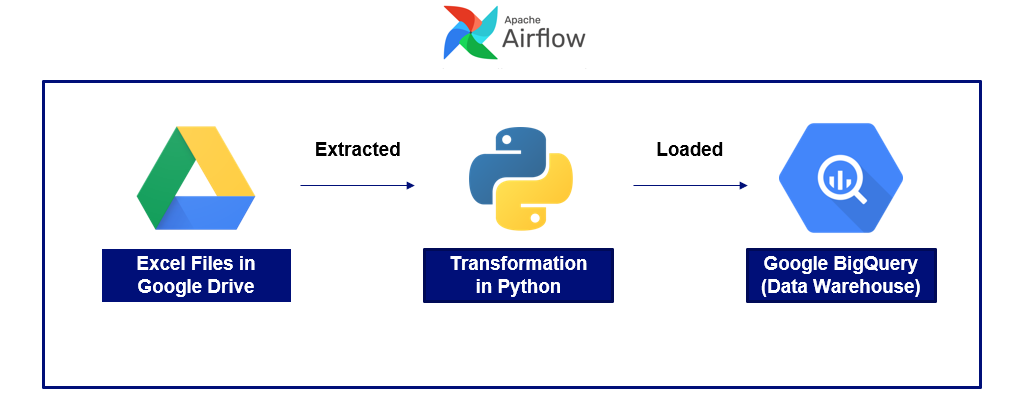 Apache
Airflow
Extracted
Loaded
Excel Files in
Google Drive
Transformation
in Python
Google BigQuery
(Data Warehouse)